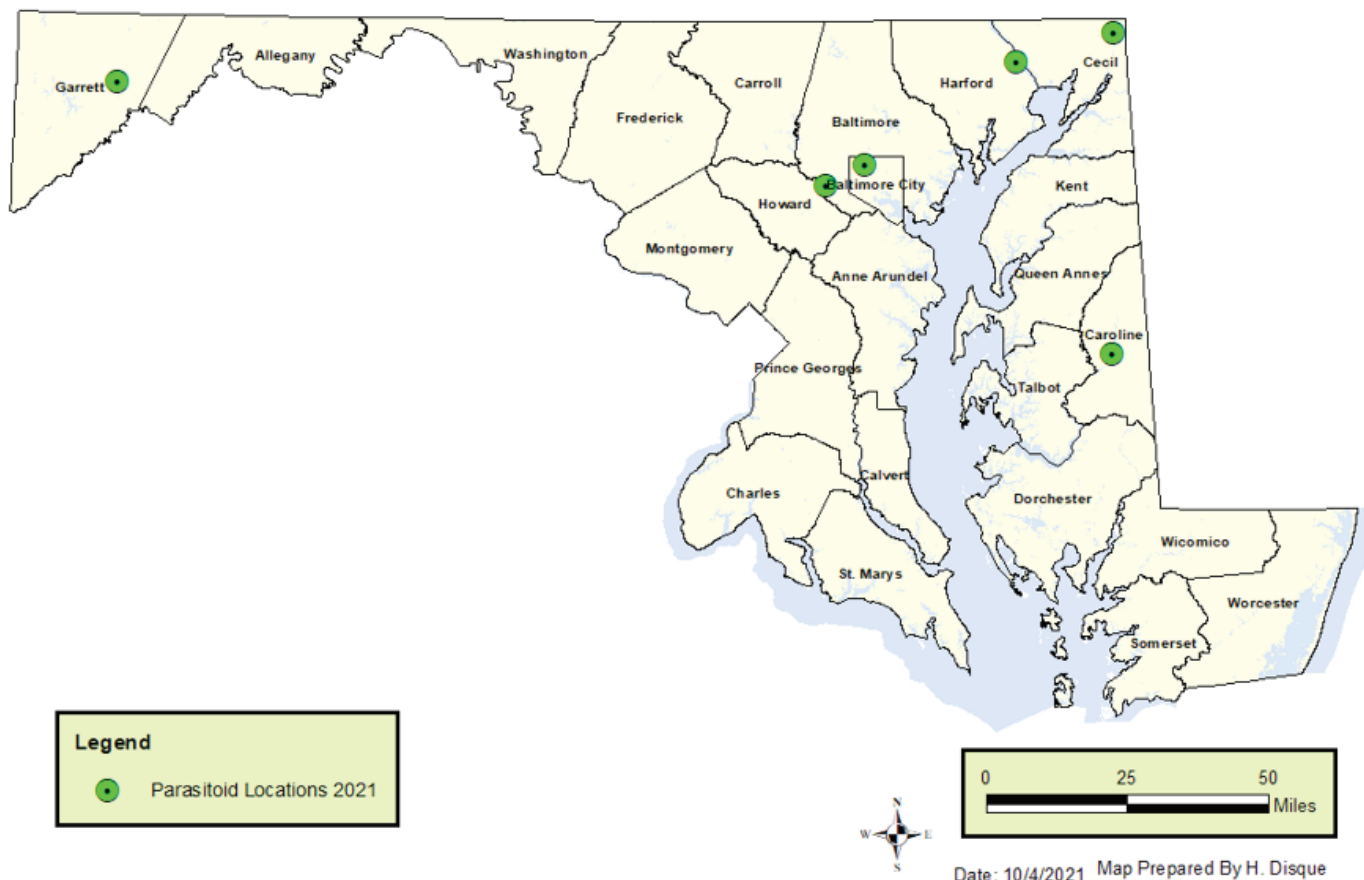 Garrett
Allegany
Washington
Frederick
Carroll
Baltimore
Harford
Cecil
Baltimore City
Howard
Kent
Montgomery
Anne Arundel
Queen Annes
Caroline
Prince Georges
Talbot
Calvert
Charles
Dorchester
St. Marys
Wicomico
Worcester
Somerset
Legend
Parasitoid Locations 2021
0 25 50
Miles
N
W E
S
Date: 10/4/2021 Map Prepared By H. Disque